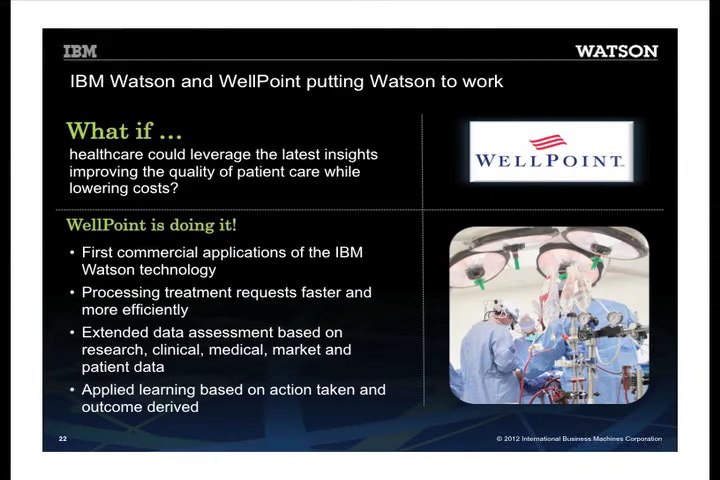 IBM
WATSON
IBM Watson and WellPoint putting Watson to work
What if ...
healthcare could leverage the latest insights
improving the quality of patient care while
lowering costs?
WELLPOINT.
WellPoint is doing it!
• First commercial applications of the IBM
Watson technology
• Processing treatment requests faster and
more efficiently
• Extended data assessment based on
research, clinical, medical, market and
patient data
• Applied learning based on action taken and
outcome derived
22
© 2012 International Business Machines Corporation